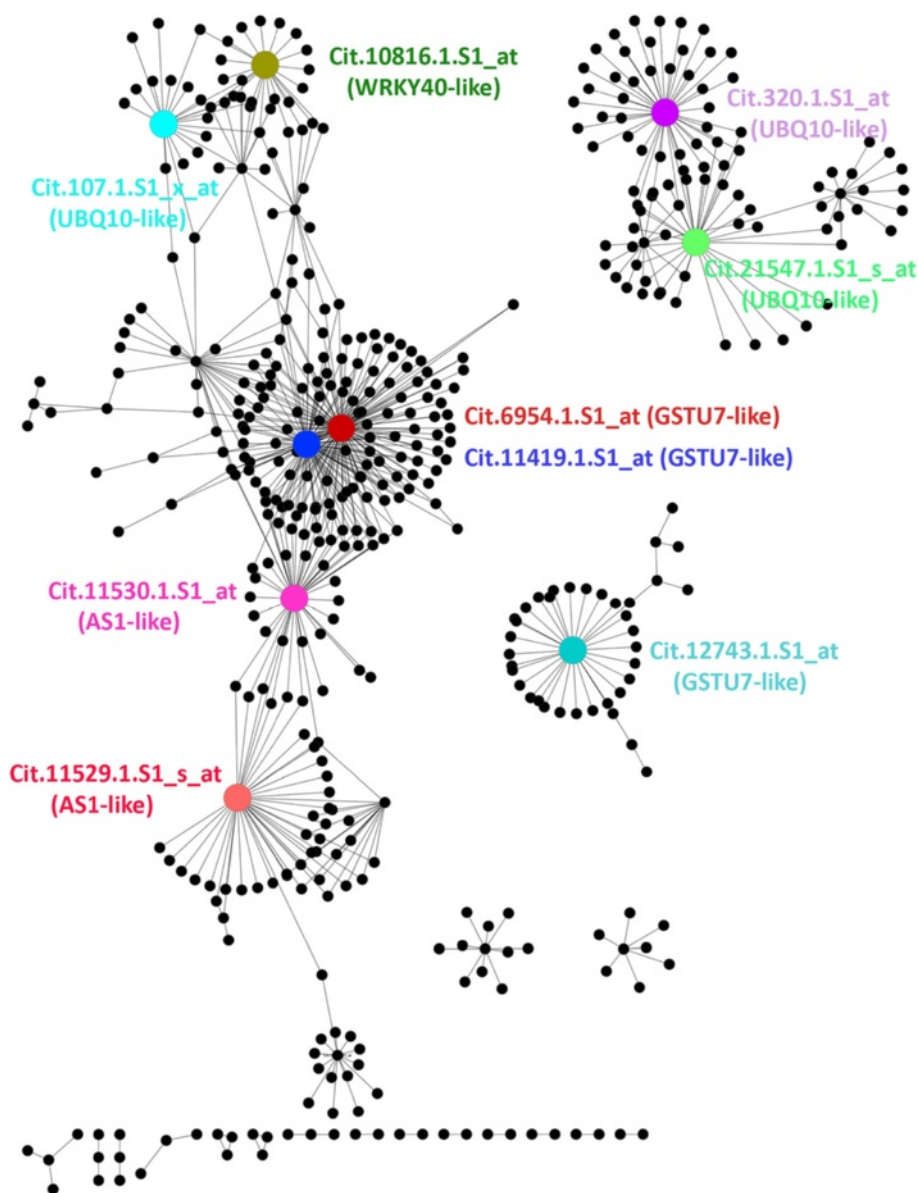 Cit.10816.1.S1_at
(WRKY40-like)
Cit.320.1.S1_at
(UBQ10-like)
Cit.107.1.S1_x_at
(UBQ10-like)
Cit.21547.1.S1_s_at
(UBQ10-like)
Cit.6954.1.S1_at (GSTU7-like)
Cit.11419.1.S1_at (GSTU7-like)
Cit.11530.1.S1_at
(AS1-like)
Cit.12743.1.S1_at
(GSTU7-like)
Cit.11529.1.S1_s_at
(AS1-like)